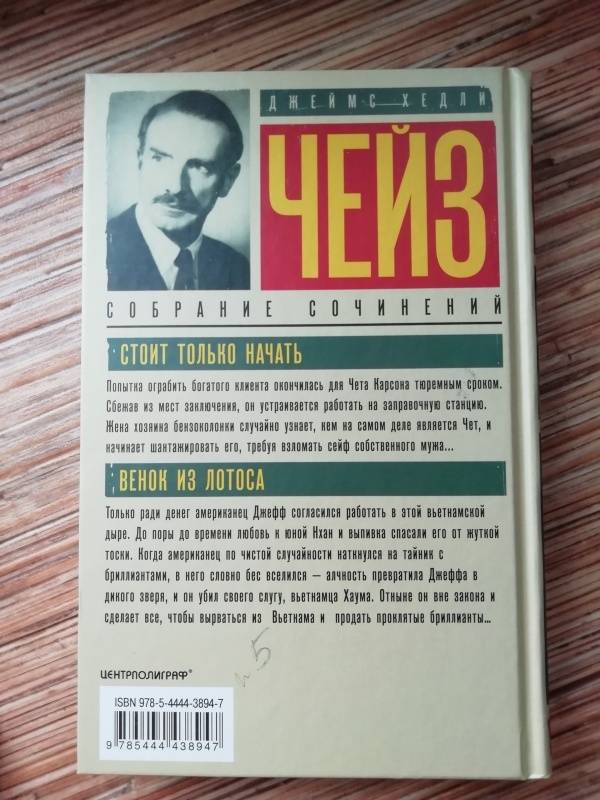 ДЖЕЙМС ХЕДЛИ
ЧЕЙЗ
СОБРАНИЕ СОЧИНЕНИЙ
СТОИТ ТОЛЬКО НАЧАТЬ
Попытка ограбить богатого клиента окончилась для Чета Карсона тюремным сроком.
Сбежав из мест заключения, он устраивается работать на заправочную станцию.
Жена хозяина бензоколонки случайно узнает, кем на самом деле является Чет, и
начинает шантажировать его, требуя взломать сейф собственного мужа...
ВЕНОК ИЗ ЛОТОСА
Только ради денег американец Джефф согласился работать в этой вьетнамской
дыре. До поры до времени любовь к юной Нхан и выпивка спасали его от жуткой
тоски. Когда американец по чистой случайности наткнулся на тайник с
бриллиантами, в него словно бес вселился — алчность превратила Джеффа в
дикого зверя, и он убил своего слугу, вьетнамца Хаума. Отныне он вне закона и
сделает все, чтобы вырваться из Вьетнама и продать проклятые бриллианты...
5
ЦЕНТРПОЛИГРАФ®
ISBN 978-5-4444-3894-7
9 785444 438947